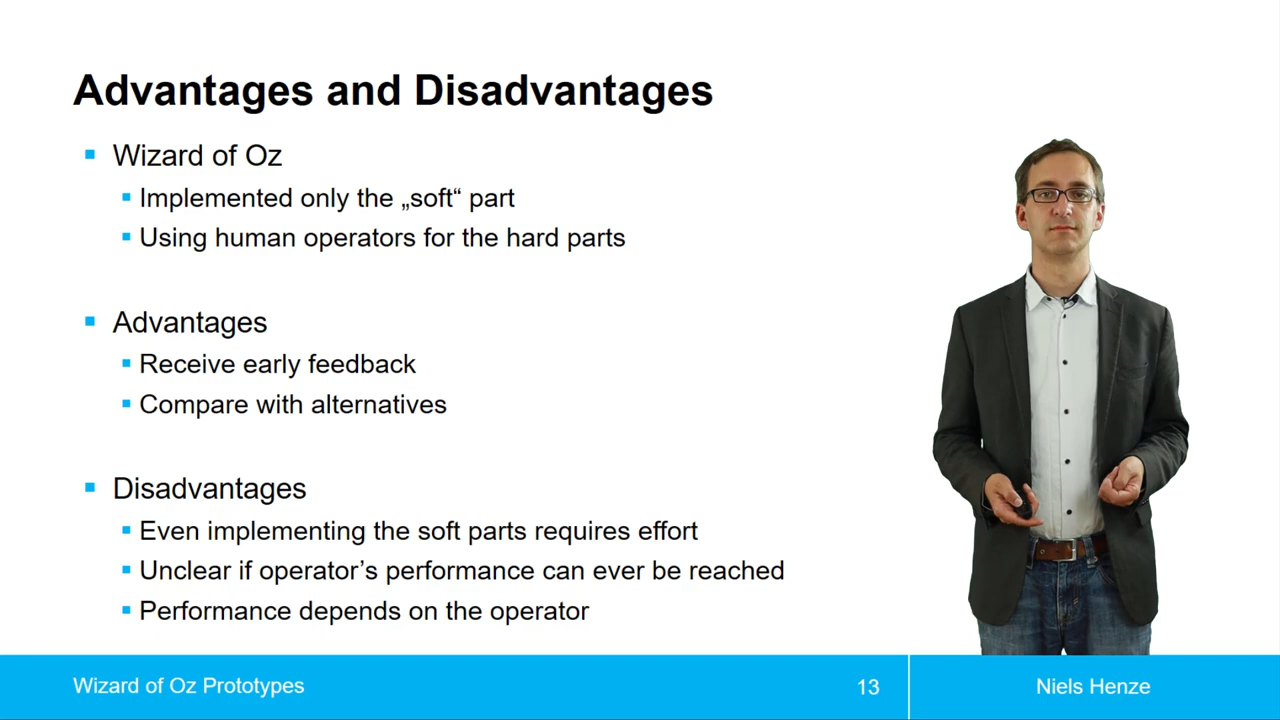 Advantages and Disadvantages
Wizard of Oz
Implemented only the „soft“ part
Using human operators for the hard parts
Advantages
Receive early feedback
Compare with alternatives
Disadvantages
Even implementing the soft parts requires effort
Unclear if operator’s performance can ever be reached
Performance depends on the operator
Wizard of Oz Prototypes
13
Niels Henze